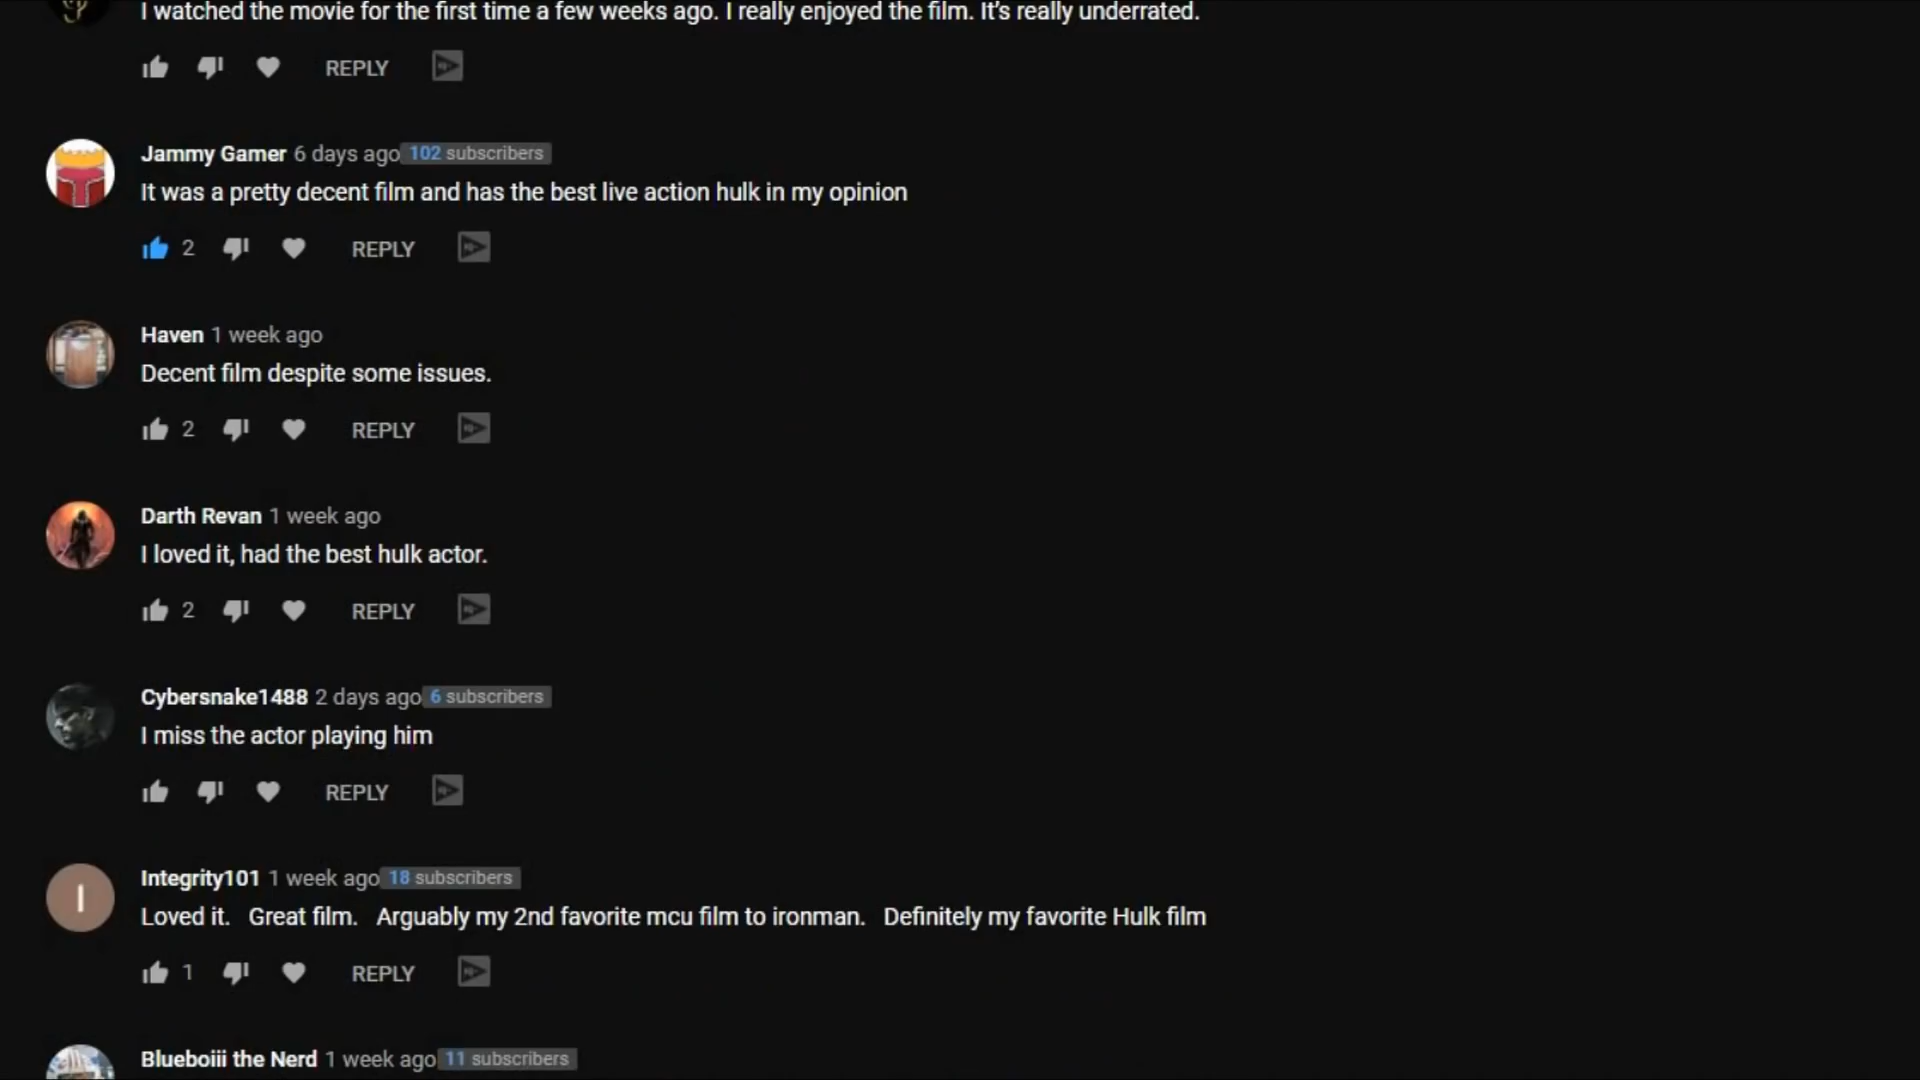 I watched the movie for the first time a few weeks ago. I really enjoyed the film. It's really underrated.
REPLY
Jammy Gamer 6 days ago 102 subscribers
It was a pretty decent film and has the best live action hulk in my opinion
2 REPLY
Haven 1 week ago
Decent film despite some issues.
2 REPLY
Darth Revan 1 week ago
I loved it, had the best hulk actor.
2 REPLY
Cybersnake1488 2 days ago 6 subscribers
I miss the actor playing him
REPLY
I
Integrity101 1 week ago 18 subscribers
Loved it. Great film. Arguably my 2nd favorite mcu film to ironman. Definitely my favorite Hulk film
1 REPLY
Blueboiii the Nerd 1 week ago 11 subscribers